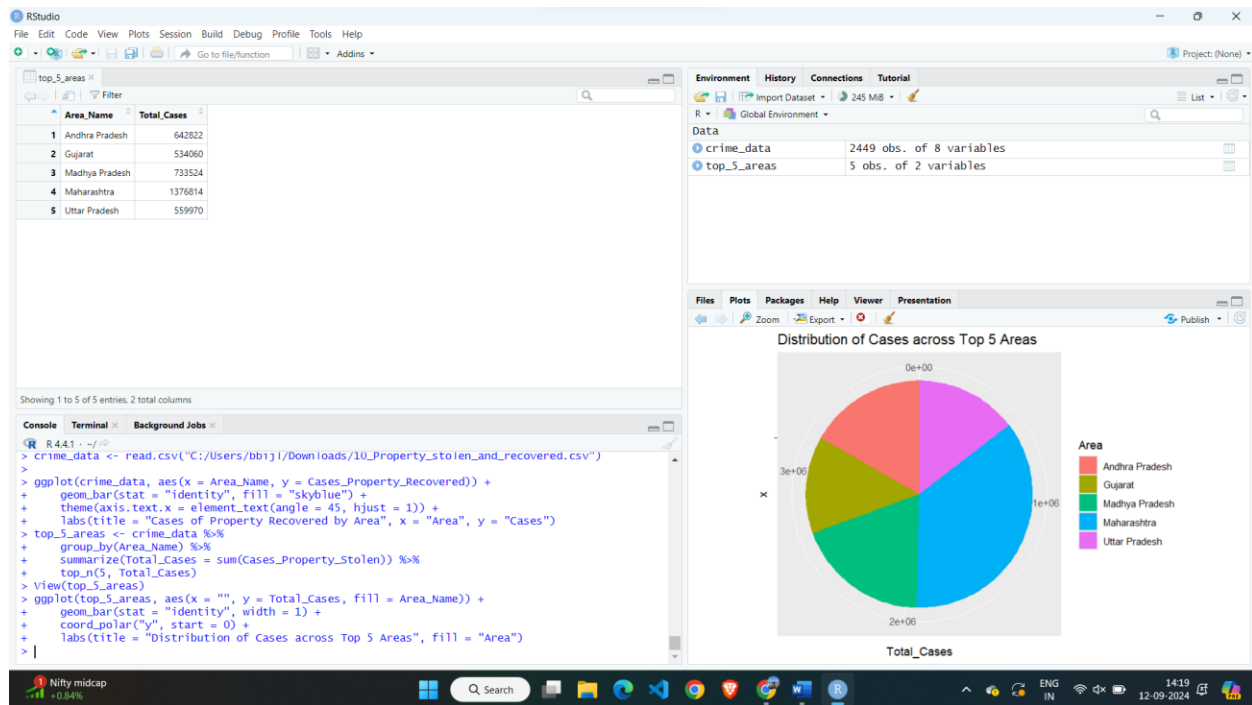 RStudio
File Edit Code View Plots Session Build Debug Profile Tools Help
Go to file/function Addins Project: (None)
top_5_areas
Filter
Area_Name Total_Cases
1 Andhra Pradesh 642822
2 Gujarat 534060
3 Madhya Pradesh 733524
4 Maharashtra 1376814
5 Uttar Pradesh 559970
Showing 1 to 5 of 5 entries, 2 total columns
Console Terminal Background Jobs
R 4.4.1 · ~/
> crime_data <- read.csv("C:/Users/bbijl/Downloads/10_Property_stolen_and_recovered.csv")
>
> ggplot(crime_data, aes(x = Area_Name, y = Cases_Property_Recovered)) +
+ geom_bar(stat = "identity", fill = "skyblue") +
+ theme(axis.text.x = element_text(angle = 45, hjust = 1)) +
+ labs(title = "Cases of Property Recovered by Area", x = "Area", y = "Cases")
> top_5_areas <- crime_data %>%
+ group_by(Area_Name) %>%
+ summarize(Total_Cases = sum(Cases_Property_Stolen)) %>%
+ top_n(5, Total_Cases)
> View(top_5_areas)
> ggplot(top_5_areas, aes(x = "", y = Total_Cases, fill = Area_Name)) +
+ geom_bar(stat = "identity", width = 1) +
+ coord_polar("y", start = 0) +
+ labs(title = "Distribution of Cases across Top 5 Areas", fill = "Area")
>
Environment History Connections Tutorial
Import Dataset 245 MiB List
R Global Environment
Data
crime_data 2449 obs. of 8 variables
top_5_areas 5 obs. of 2 variables
Files Plots Packages Help Viewer Presentation
Zoom Export Publish
Distribution of Cases across Top 5 Areas
0e+00
3e+06
x
1e+06
2e+06
Total_Cases
Area
Andhra Pradesh
Gujarat
Madhya Pradesh
Maharashtra
Uttar Pradesh
1 Nifty midcap
+0.84%
Search
ENG
IN
14:19
12-09-2024